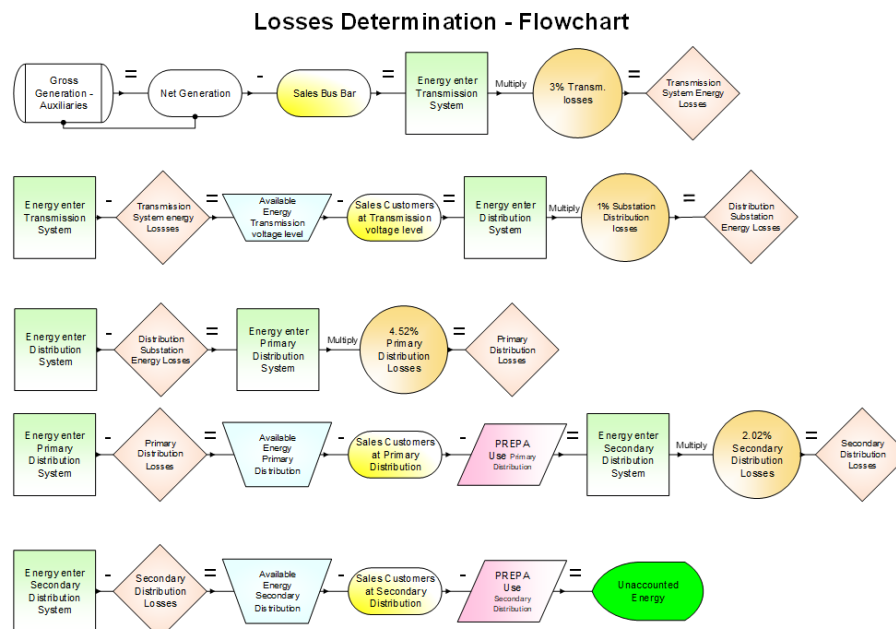 Losses Determination - Flowchart
Gross
Generation -
Auxiliaries
=
Net Generation
-
Sales Bus Bar
=
Energy enter
Transmission
System
Multiply
3% Transm.
losses
=
Transmission
System Energy
Losses
Energy enter
Transmission
System
-
Transmission
System energy
Lossses
=
Available
Energy
Transmission
voltage level
-
Sales Customers
at Transmission
voltage level
=
Energy enter
Distribution
System
Multiply
1% Substation
Distribution
losses
=
Distribution
Substation
Energy Losses
Energy enter
Distribution
System
-
Distribution
Substation
Energy Losses
=
Energy enter
Primary
Distribution
System
Multiply
4.52%
Primary
Distribution
Losses
=
Primary
Distribution
Losses
Energy enter
Primary
Distribution
System
-
Primary
Distribution
Losses
=
Available
Energy
Primary
Distribution
-
Sales Customers
at Primary
Distribution
-
PREPA
Use Primary
Distribution
=
Energy enter
Secondary
Distribution
System
Multiply
2.02%
Secondary
Distribution
Losses
=
Secondary
Distribution
Losses
Energy enter
Secondary
Distribution
System
-
Secondary
Distribution
Losses
=
Available
Energy
Secondary
Distribution
-
Sales Customers
at Secondary
Distribution
-
PREPA
Use
Secondary
Distribution
=
Unaccounted
Energy